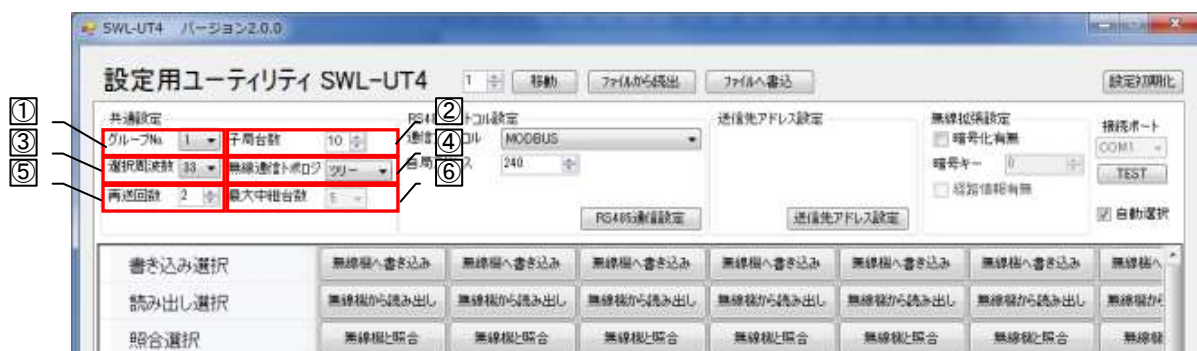 SWL-UT4 バージョン2.0.0
設定用ユーティリティ SWL-UT4 1 移動 ファイルから読出 ファイルへ書込 設定初期化
① ② ③ ④ ⑤ ⑥
共通設定
グループNo. 1 子局台数 10
選択周波数 33 無線通信トポロジ ツリー
再送回数 2 最大中継台数 5
RS48 トコル設定
通信 コル MODBUS
自局 ス 240
RS485通信設定
送信先アドレス設定
送信先アドレス設定
無線拡張設定
暗号化有無
暗号キー 0
経路情報有無
接続ポート
COM1
TEST
自動選択
書き込み選択 無線機へ書き込み 無線機へ書き込み 無線機へ書き込み 無線機へ書き込み 無線機へ書き込み 無線機へ書き込み 無線機へ
読み出し選択 無線機から読み出し 無線機から読み出し 無線機から読み出し 無線機から読み出し 無線機から読み出し 無線機から読み出し 無線機から
照合選択 無線機と照合 無線機と照合 無線機と照合 無線機と照合 無線機と照合 無線機と照合 無線機